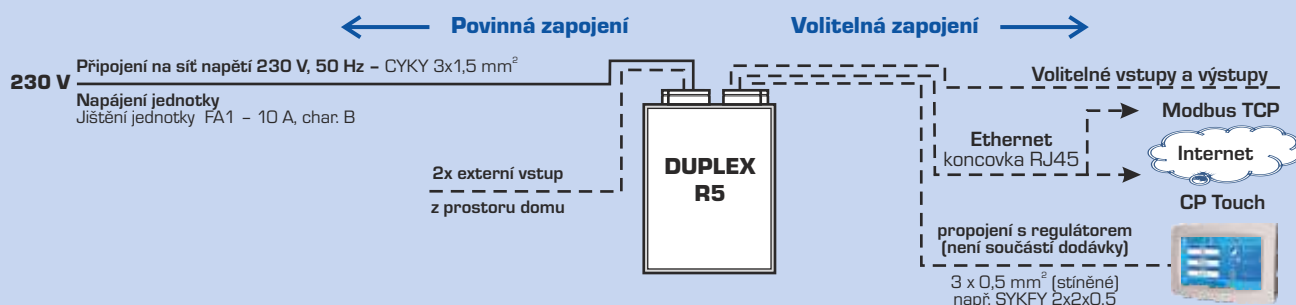 Povinná zapojení
Volitelná zapojení
230 V
Připojení na síť napětí 230 V, 50 Hz – CYKY 3x1,5 mm²
Napájení jednotky
Jištění jednotky FA1 – 10 A, char. B
2x externí vstup
z prostoru domu
DUPLEX
R5
Volitelné vstupy a výstupy
Modbus TCP
Ethernet
koncovka RJ45
Internet
CP Touch
propojení s regulátorem
(není součástí dodávky)
3 x 0,5 mm² (stíněné)
např. SYKFY 2x2x0,5